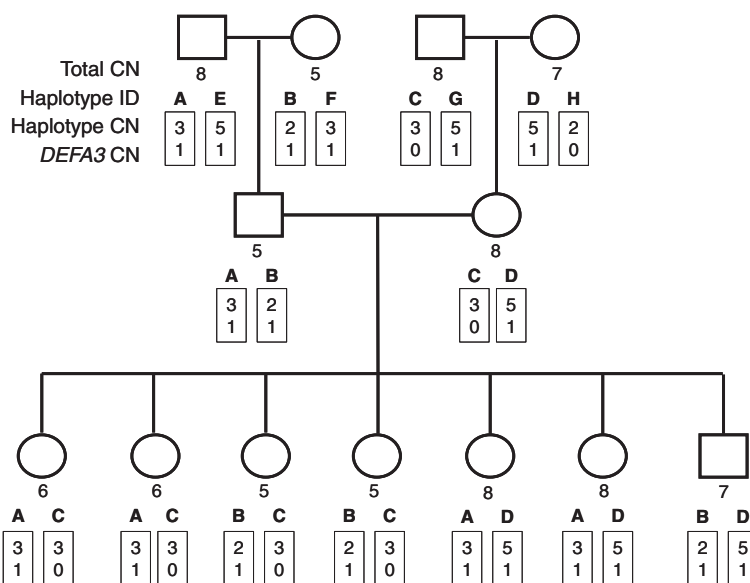 Total CN 8 5 8 7
Haplotype ID A E B F C G D H
Haplotype CN 3 5 2 3 3 5 5 2
DEFA3 CN 1 1 1 1 0 1 1 0
5 8
A B C D
3 2 3 5
1 1 0 1
6 6 5 5 8 8 7
A C A C B C B C A D A D B D
3 3 3 3 2 3 2 3 3 5 3 5 2 5
1 0 1 0 1 0 1 0 1 1 1 1 1 1